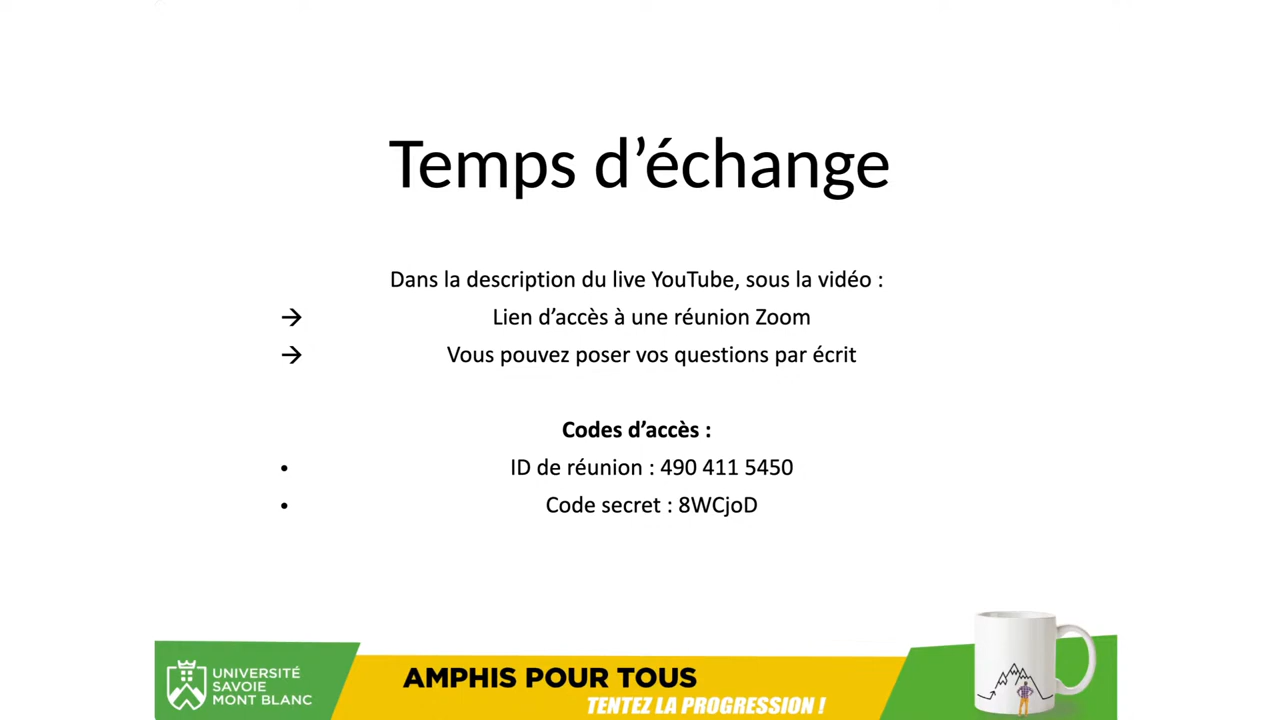 Temps d’échange
Dans la description du live YouTube, sous la vidéo :
→ Lien d’accès à une réunion Zoom
→ Vous pouvez poser vos questions par écrit
Codes d’accès :
• ID de réunion : 490 411 5450
• Code secret : 8WCjoD
UNIVERSITÉ
SAVOIE
MONT BLANC
AMPHIS POUR TOUS
TENTEZ LA PROGRESSION !